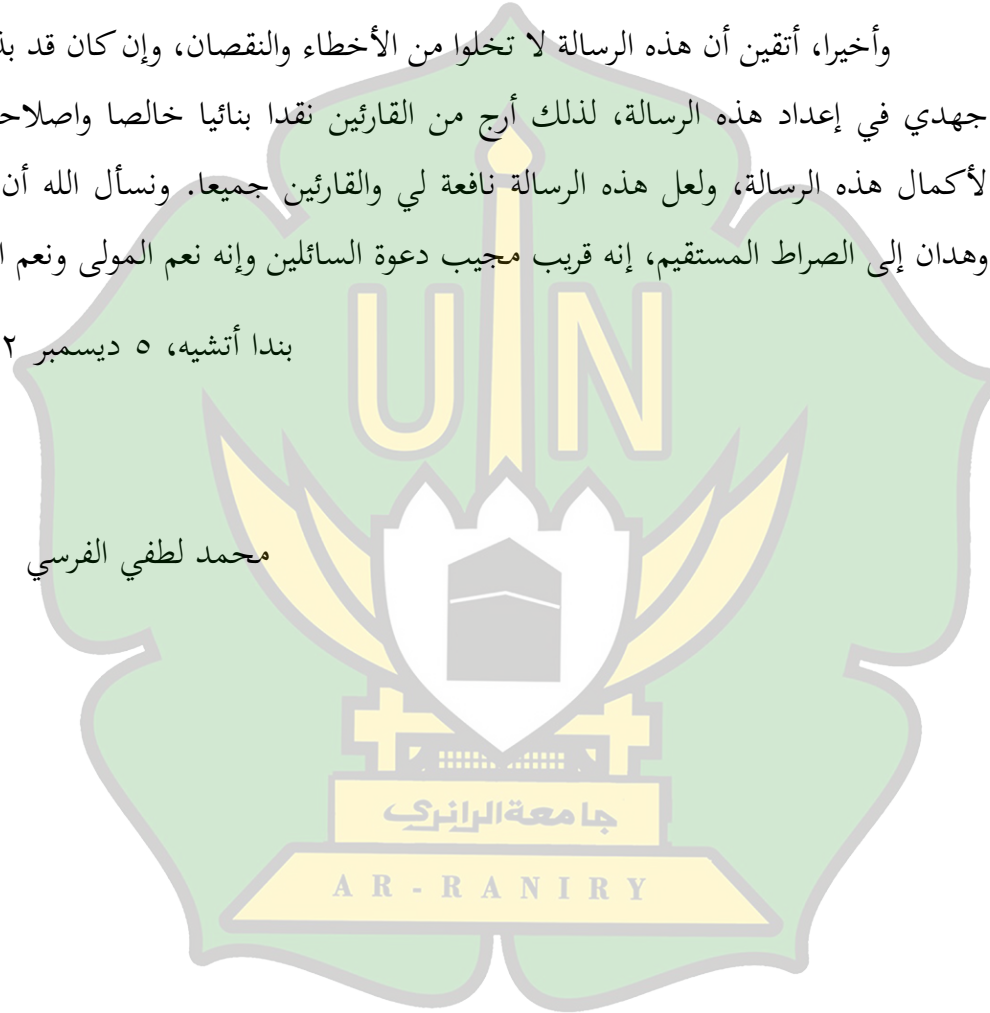 وأخيرا، أتقين أن هذه الرسالة لا تخلوا من الأخطاء والنقصان، وإن كان قد
جهدي في إعداد هذه الرسالة، لذلك أرج من القارئين نقدا بنائيا خالصا
لأكمال هذه الرسالة، ولعل هذه الرسالة نافعة لي والقارئين جميعا. ونسأل الله أن
وهدان إلى الصراط المستقيم، إنه قريب مجيب دعوة السائلين وإنه نعم المولى ونعم
بندا أتشيه، ٥ ديسمبر ٢
محمد لطفي الفرسي
UIN
جامعة الرانري
AR-RANIRY